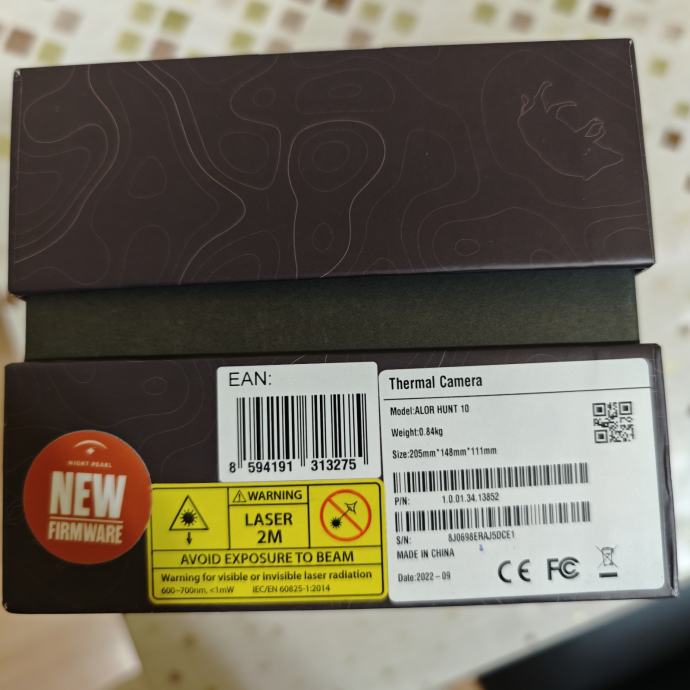 EAN:
8 594191 313275
NIGHT PEARL
NEW
FIRMWARE
WARNING
LASER
2M
AVOID EXPOSURE TO BEAM
Warning for visible or invisible laser radiation
600~700nm, <1mW IEC/EN 60825-1:2014
Thermal Camera
Model:ALOR HUNT 10
Weight:0.84kg
Size:205mm*148mm*111mm
P/N: 1.0.01.34.13852
S/N: 8J0698ERAJ5DCE1
MADE IN CHINA
Date:2022-09
CE FC